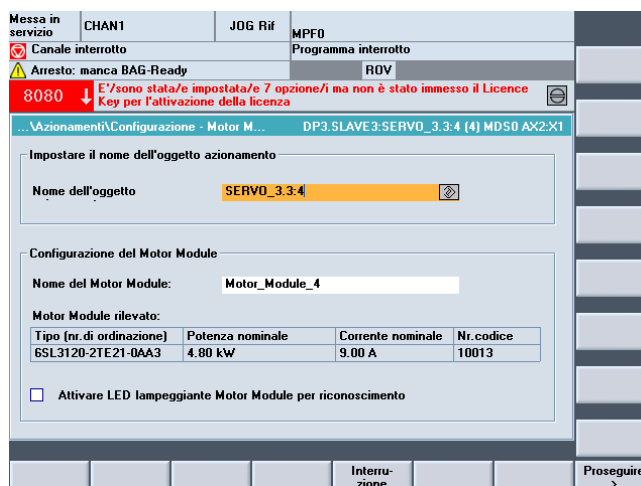 Messa in
servizio
CHAN1
JOG Rif
MPF0
Canale interrotto
Programma interrotto
Arresto: manca BAG-Ready
ROV
8080
E'/sono stata/e impostata/e 7 opzione/i ma non è stato immesso il Licence
Key per l'attivazione della licenza
...\Azionamenti\Configurazione - Motor M...
DP3.SLAVE3:SERVO_3.3:4 (4) MDS0 AX2:X1
Impostare il nome dell'oggetto azionamento
Nome dell'oggetto
SERVO_3.3:4
Configurazione del Motor Module
Nome del Motor Module:
Motor_Module_4
Motor Module rilevato:
Tipo (nr.di ordinazione)
Potenza nominale
Corrente nominale
Nr.codice
6SL3120-2TE21-0AA3
4.80 kW
9.00 A
10013
Attivare LED lampeggiante Motor Module per riconoscimento
Interru-
zione
Proseguire
>